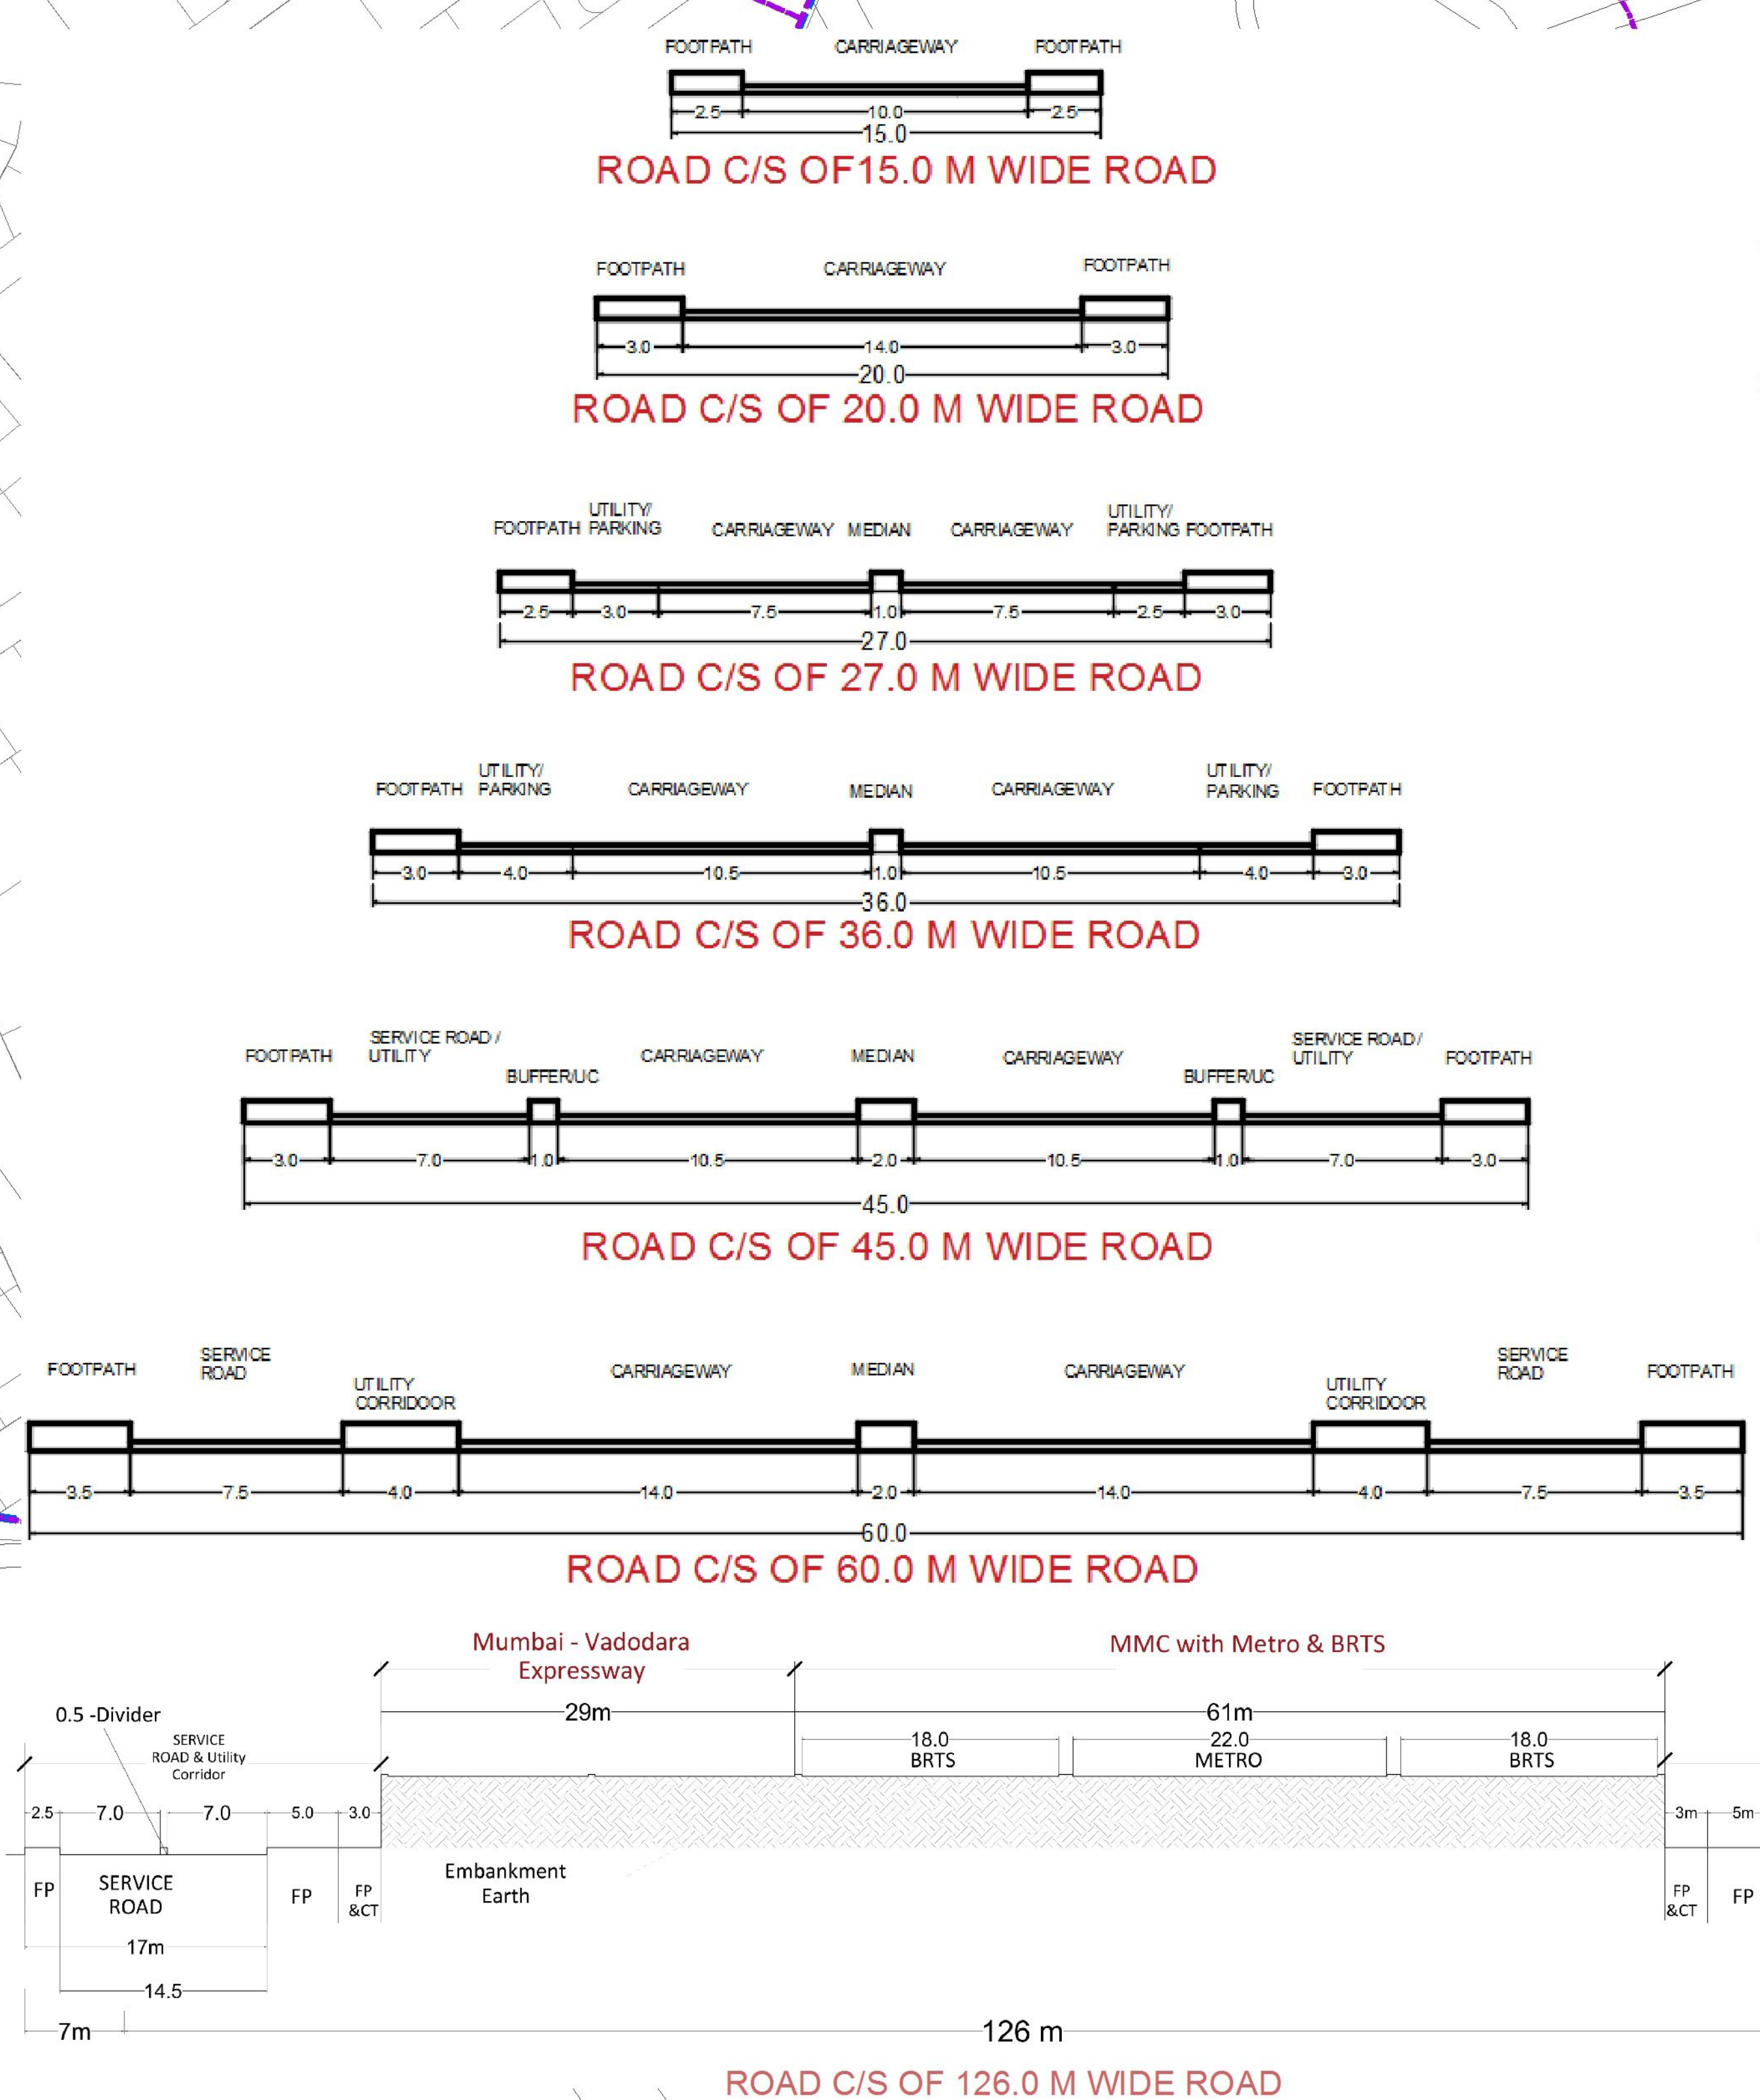 FOOTPATH CARRIAGEWAY FOOTPATH
2.5 10.0 2.5
15.0
ROAD C/S OF15.0 M WIDE ROAD
FOOTPATH CARRIAGEWAY FOOTPATH
3.0 14.0 3.0
20.0
ROAD C/S OF 20.0 M WIDE ROAD
UTILITY/ UTILITY/
FOOTPATH PARKING CARRIAGEWAY MEDIAN CARRIAGEWAY PARKING FOOTPATH
2.5 3.0 7.5 1.0 7.5 2.5 3.0
27.0
ROAD C/S OF 27.0 M WIDE ROAD
UTILITY/ UTILITY/
FOOTPATH PARKING CARRIAGEWAY MEDIAN CARRIAGEWAY PARKING FOOTPATH
3.0 4.0 10.5 1.0 10.5 4.0 3.0
36.0
ROAD C/S OF 36.0 M WIDE ROAD
SERVICE ROAD / SERVICE ROAD/
FOOTPATH UTILITY CARRIAGEWAY MEDIAN CARRIAGEWAY UTILITY FOOTPATH
BUFFER/UC BUFFER/UC
3.0 7.0 1.0 10.5 2.0 10.5 1.0 7.0 3.0
45.0
ROAD C/S OF 45.0 M WIDE ROAD
SERVICE SERVICE
FOOTPATH ROAD CARRIAGEWAY MEDIAN CARRIAGEWAY ROAD FOOTPATH
UTILITY UTILITY
CORRIDOOR CORRIDOOR
3.5 7.5 4.0 14.0 2.0 14.0 4.0 7.5 3.5
60.0
ROAD C/S OF 60.0 M WIDE ROAD
Mumbai - Vadodara MMC with Metro & BRTS
Expressway
0.5 -Divider 29m 61m
SERVICE 18.0 22.0 18.0
ROAD & Utility BRTS METRO BRTS
Corridor
2.5 7.0 7.0 5.0 3.0 3m 5m
Embankment
Earth
FP SERVICE FP FP FP FP
ROAD &CT &CT
17m
14.5
7m 126 m
ROAD C/S OF 126.0 M WIDE ROAD